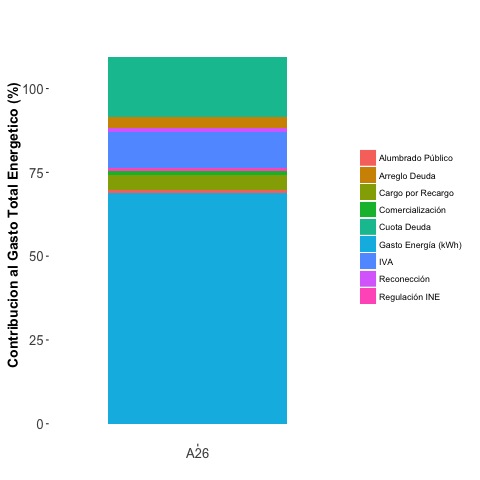 Contribucion al Gasto Total Energetico (%)
100
75
50
25
0
A26
Alumbrado Público
Arreglo Deuda
Cargo por Recargo
Comercialización
Cuota Deuda
Gasto Energía (kWh)
IVA
Reconección
Regulación INE